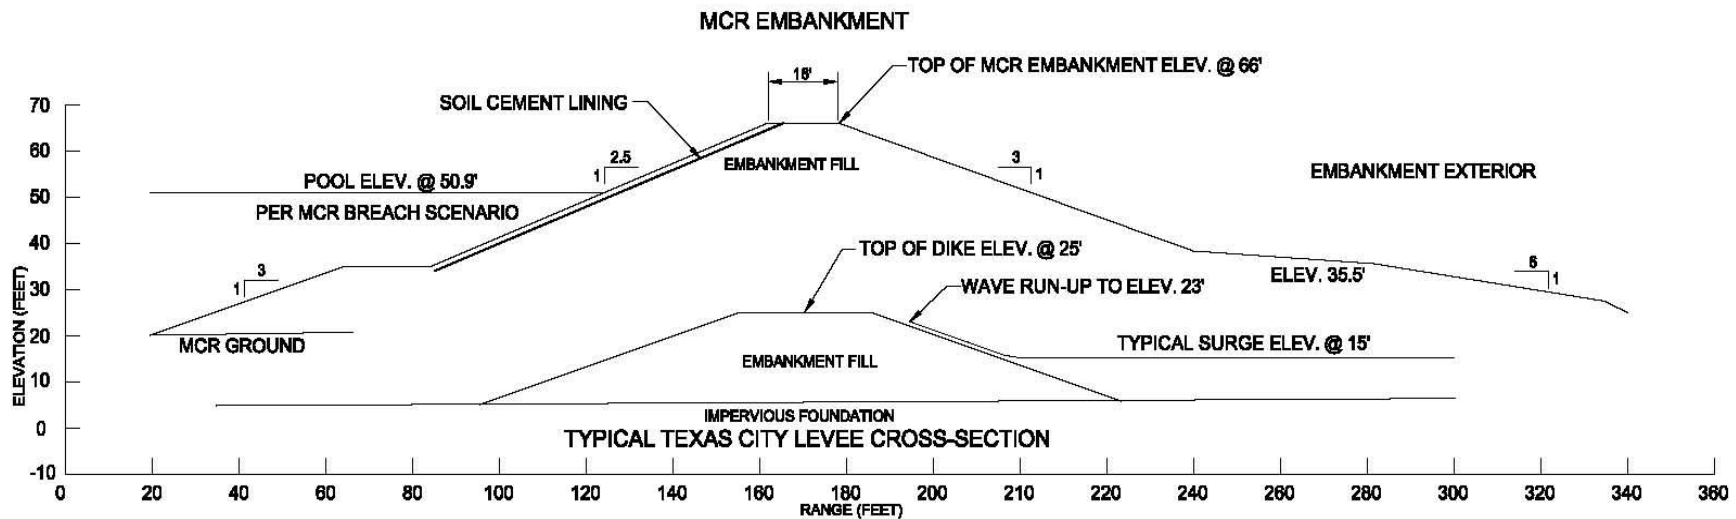 MCR EMBANKMENT
16'
TOP OF MCR EMBANKMENT ELEV. @ 66'
SOIL CEMENT LINING
70
60
50
40
30
20
10
0
-10
ELEVATION (FEET)
2.5
1
EMBANKMENT FILL
3
1
EMBANKMENT EXTERIOR
POOL ELEV. @ 50.9'
PER MCR BREACH SCENARIO
3
1
TOP OF DIKE ELEV. @ 25'
WAVE RUN-UP TO ELEV. 23'
ELEV. 35.5'
6
1
MCR GROUND
TYPICAL SURGE ELEV. @ 15'
EMBANKMENT FILL
IMPERVIOUS FOUNDATION
TYPICAL TEXAS CITY LEVEE CROSS-SECTION
0 20 40 60 80 100 120 140 160 180 200 210 220 240 260 280 300 320 340 360
RANGE (FEET)